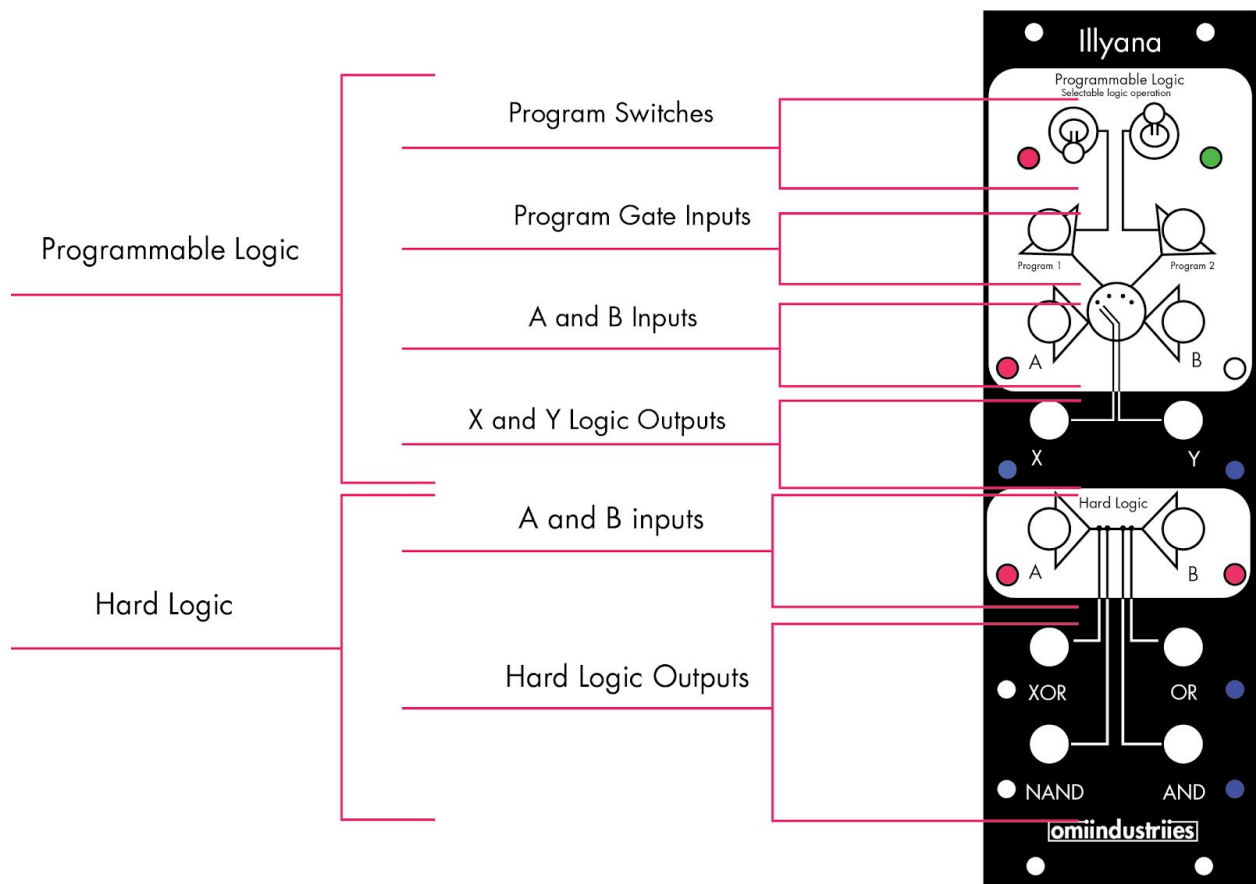 Programmable Logic
Program Switches
Program Gate Inputs
A and B Inputs
X and Y Logic Outputs
Hard Logic
A and B inputs
Hard Logic Outputs
Illyana
Programmable Logic
Selectable logic operation
Program 1
Program 2
A
B
X
Y
Hard Logic
A
B
XOR
OR
NAND
AND
omiindustriies